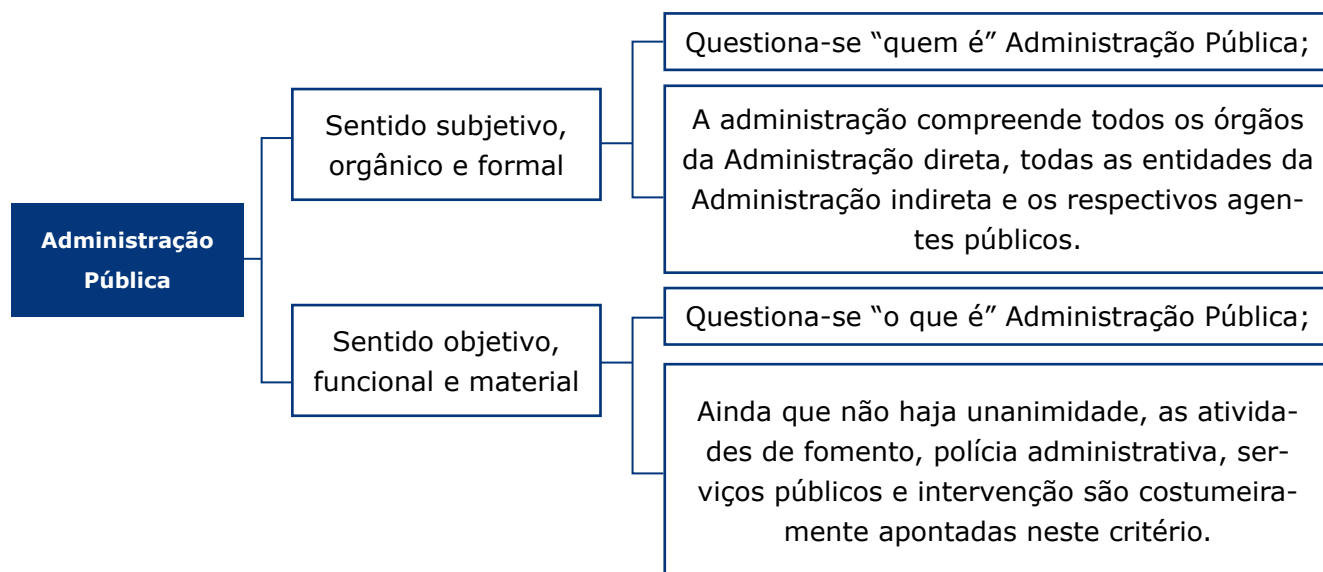 Administração
Pública
Sentido subjetivo,
orgânico e formal
Questiona-se “quem é” Administração Pública;
A administração compreende todos os órgãos
da Administração direta, todas as entidades da
Administração indireta e os respectivos agen-
tes públicos.
Sentido objetivo,
funcional e material
Questiona-se “o que é” Administração Pública;
Ainda que não haja unanimidade, as ativida-
des de fomento, polícia administrativa, ser-
viços públicos e intervenção são costumeira-
mente apontadas neste critério.